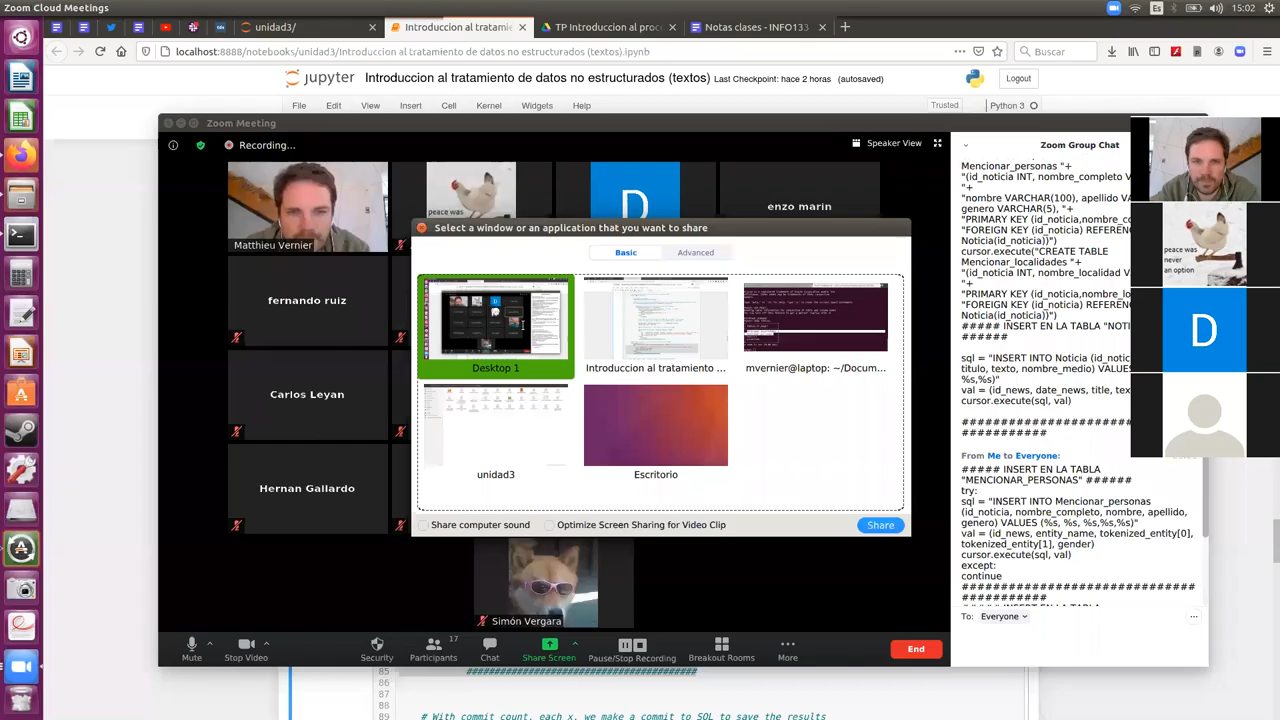 Zoom Cloud Meetings
Es
15:02
unidad3/
Introduccion al tratamie
TP Introduccion al proc
Notas clases - INFO133
localhost:8888/notebooks/unidad3/Introduccion al tratamiento de datos no estructurados (textos).ipynb
Buscar
jupyter
Introduccion al tratamiento de datos no estructurados (textos)
Last Checkpoint: hace 2 horas
(autosaved)
Logout
File
Edit
View
Insert
Cell
Kernel
Widgets
Help
Trusted
Python 3
Zoom Meeting
Recording...
Speaker View
Zoom Group Chat
Mencionar_personas "+
"(id_noticia INT, nombre_completo V
"+
"nombre VARCHAR(100), apellido VA
genero VARCHAR(5), "+
"PRIMARY KEY (id_noticia,nombre_c
"FOREIGN KEY (id_noticia) REFERENC
Noticia(id_noticia))")
cursor.execute("CREATE TABLE
Mencionar_localidades "+
"(id_noticia INT, nombre_localidad V
"+
"PRIMARY KEY (id_noticia,nombre_lo
"FOREIGN KEY (id_noticia) REFERENC
Noticia(id_noticia))")
##### INSERT EN LA TABLA "NOTI
######
sql = "INSERT INTO Noticia (id_notic
titulo, texto, nombre_medio) VALUES
%s,%s)"
val = (id_news, date_news, title, tex
cursor.execute(sql, val)
From Me to Everyone:
##### INSERT EN LA TABLA
"MENCIONAR_PERSONAS" ######
try:
sql = "INSERT INTO Mencionar_personas
(id_noticia, nombre_completo, nombre, apellido,
genero) VALUES (%s, %s, %s,%s,%s)"
val = (id_news, entity_name, tokenized_entity[0],
tokenized_entity[1], gender)
cursor.execute(sql, val)
except:
continue
To:
Everyone
...
peace was
D
enzo marin
Matthieu Vernier
fernando ruiz
Carlos Leyan
Hernan Gallardo
Simón Vergara
Select a window or an application that you want to share
Basic
Advanced
Desktop 1
Introduccion al tratamiento ...
mvernier@laptop: ~/Docum...
unidad3
Escritorio
Share computer sound
Optimize Screen Sharing for Video Clip
Share
peace was
never
an option
D
Mute
Stop Video
Security
17
Participants
Chat
Share Screen
Pause/Stop Recording
Breakout Rooms
More
End
85
86
87
88
89
# With commit count, each x, we make a commit to SQL to save the results